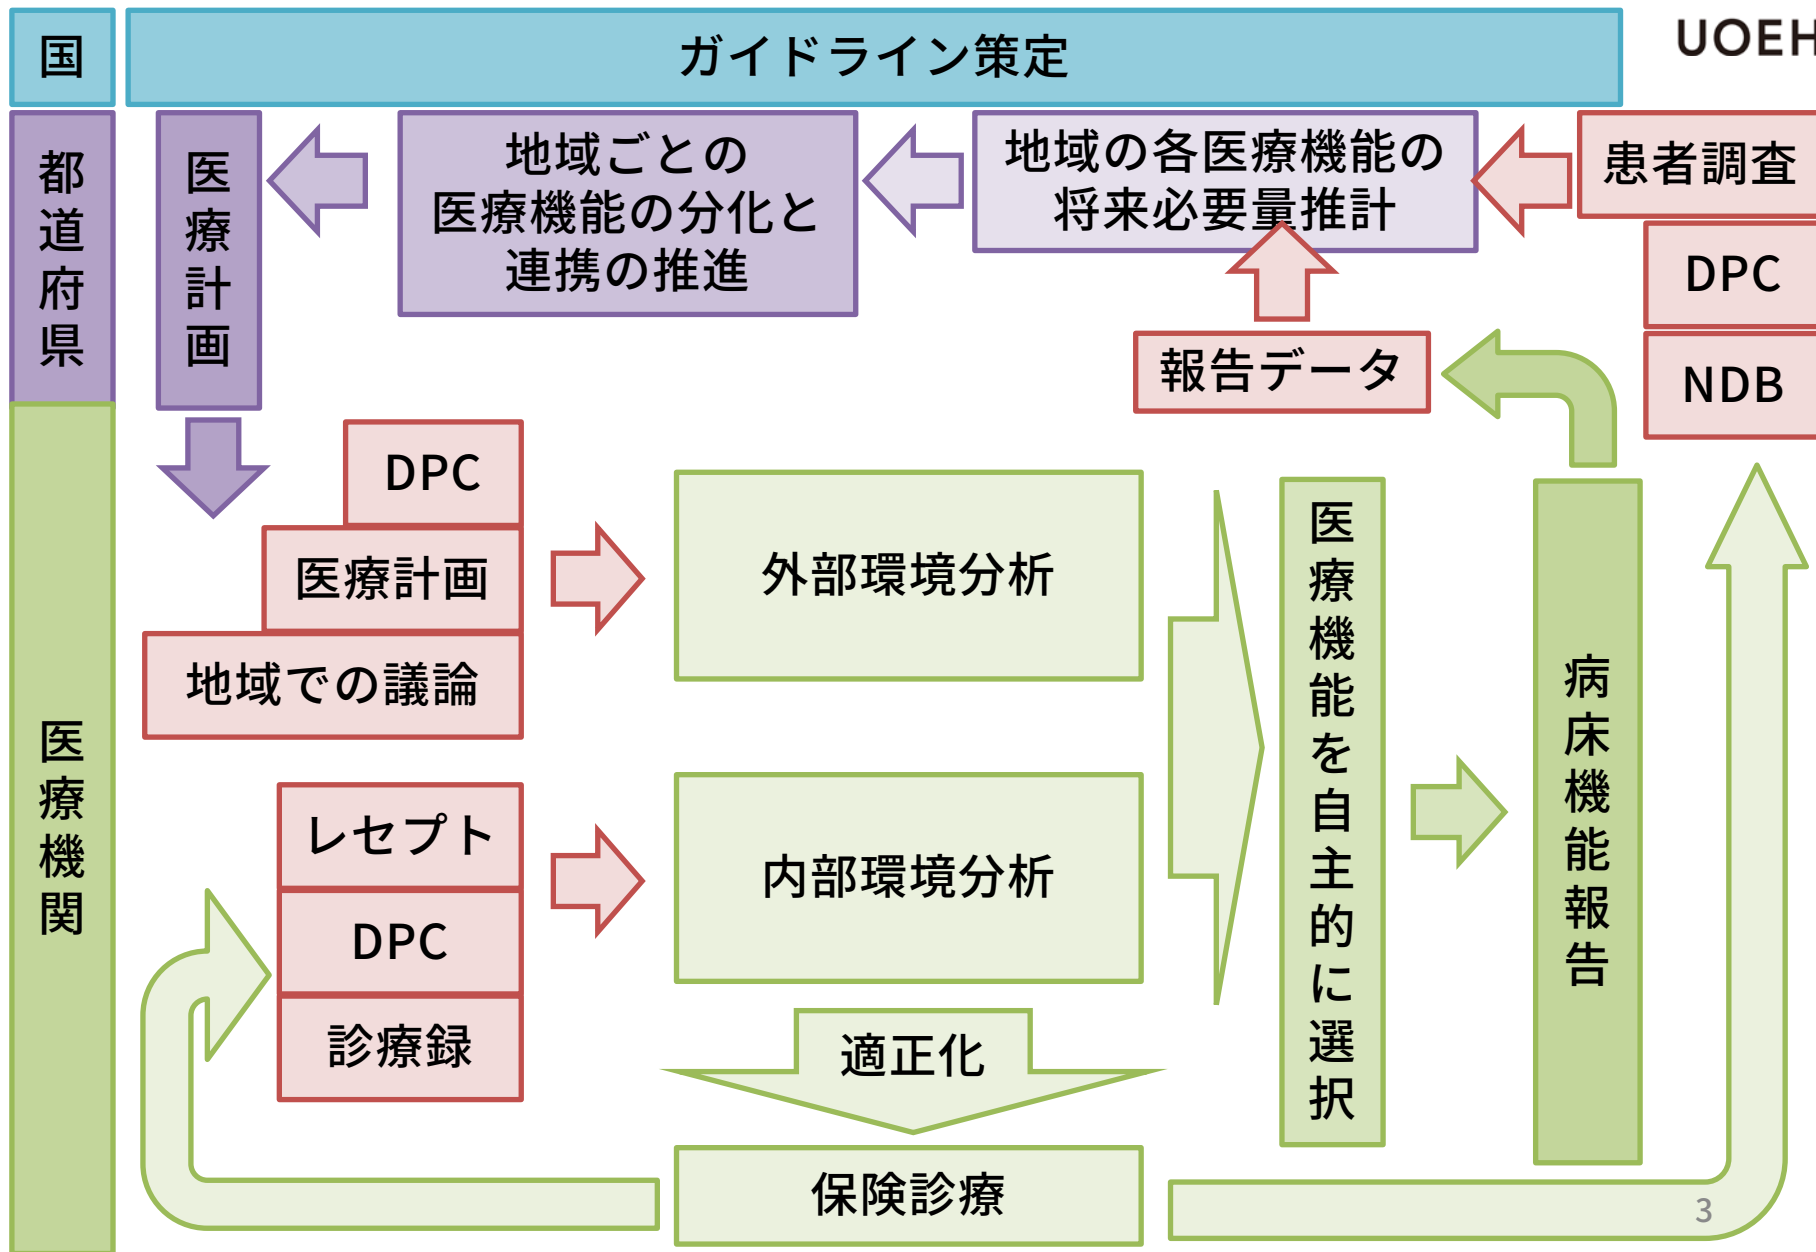 国
ガイドライン策定
UOEH
都道府県
医療計画
地域ごとの
医療機能の分化と
連携の推進
地域の各医療機能の
将来必要量推計
患者調査
DPC
NDB
報告データ
医療機関
DPC
医療計画
地域での議論
外部環境分析
レセプト
DPC
診療録
内部環境分析
適正化
保険診療
医療機能を自主的に選択
病床機能報告
3